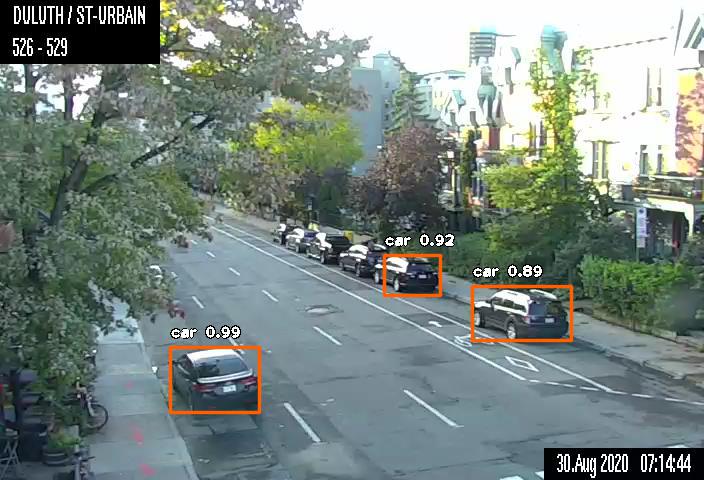 DULUTH / ST-URBAIN
526 - 529
car 0.92
car 0.89
car 0.99
30.Aug 2020 07:14:44